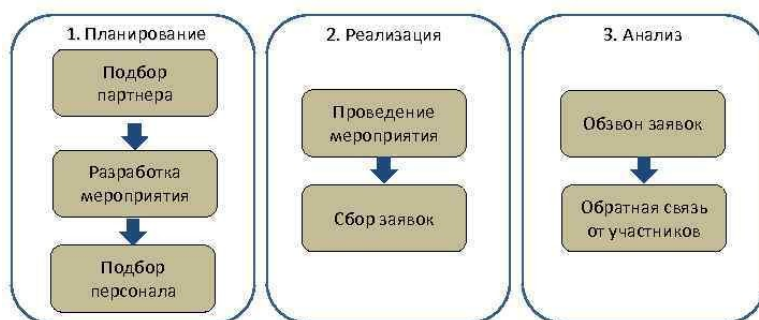 1. Планирование
Подбор
партнера
Разработка
мероприятия
Подбор
персонала
2. Реализация
Проведение
мероприятия
Сбор заявок
3. Анализ
Обзвон заявок
Обратная связь
от участников